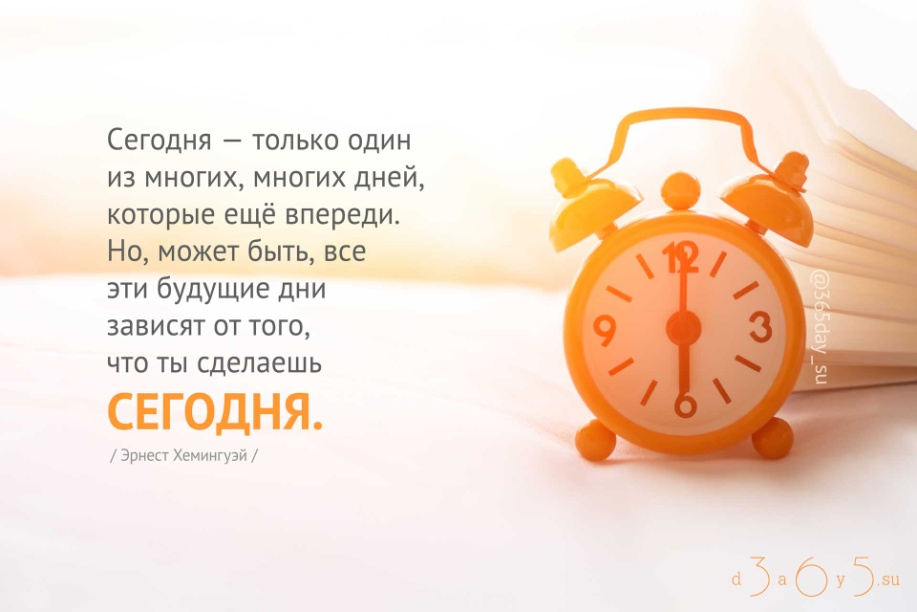 Сегодня — только один
из многих, многих дней,
которые ещё впереди.
Но, может быть, все
эти будущие дни
зависят от того,
что ты сделаешь
СЕГОДНЯ.
/ Эрнест Хемингуэй /
12
9
3
6
@365day_su
d3a6y5.su